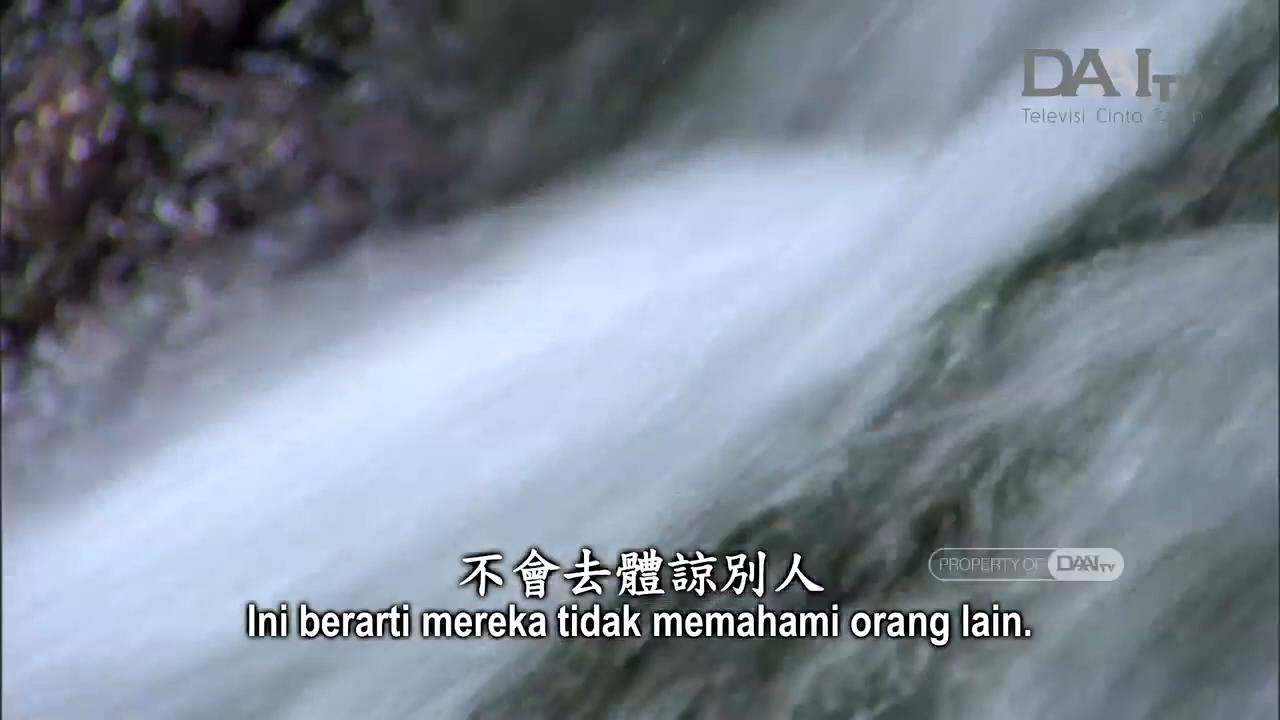 DAAI TV
Televisi Cinta
不會去體諒別人
PROPERTY OF DAAI TV
Ini berarti mereka tidak memahami orang lain.